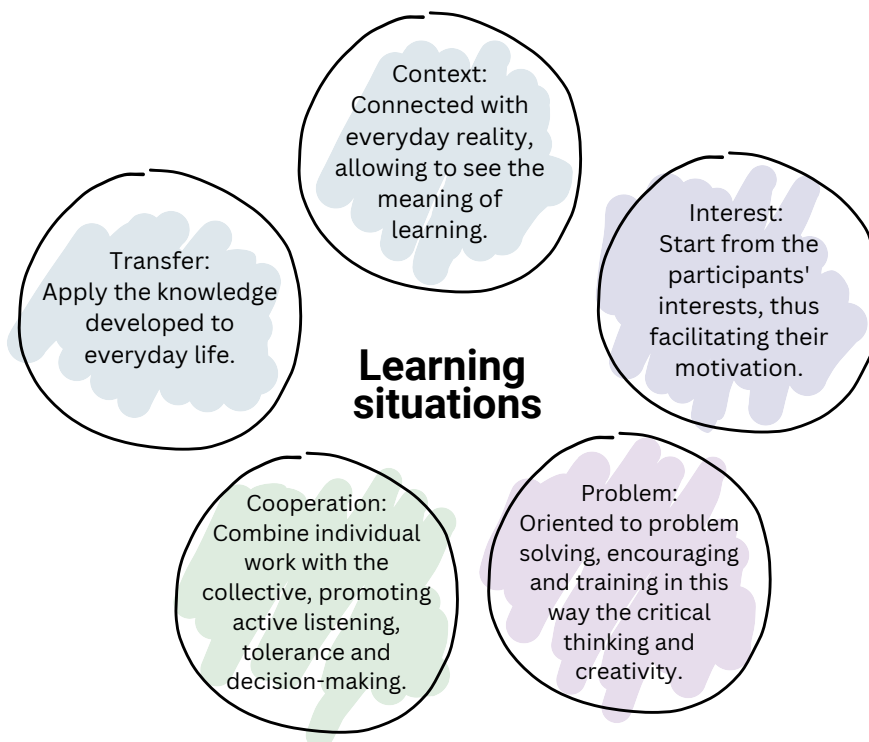 Context:
Connected with
everyday reality,
allowing to see the
meaning of
learning.
Interest:
Start from the
participants'
interests, thus
facilitating their
motivation.
Transfer:
Apply the knowledge
developed to
everyday life.
Learning
situations
Cooperation:
Combine individual
work with the
collective, promoting
active listening,
tolerance and
decision-making.
Problem:
Oriented to problem
solving, encouraging
and training in this
way the critical
thinking and
creativity.